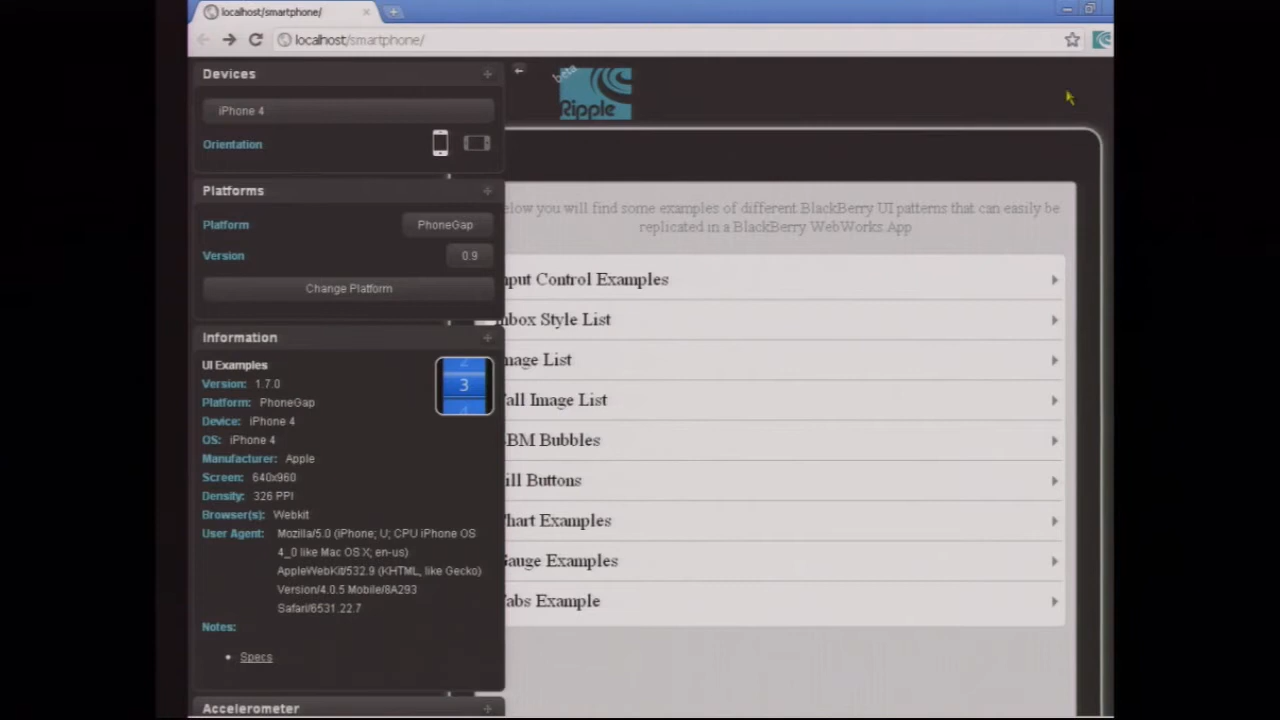 localhost/smartphone/
localhost/smartphone/
Devices
iPhone 4
Orientation
Platforms
Platform PhoneGap
Version 0.9
Change Platform
Information
UI Examples
Version: 1.7.0
Platform: PhoneGap
Device: iPhone 4
OS: iPhone 4
Manufacturer: Apple
Screen: 640x960
Density: 326 PPI
Browser(s): Webkit
User Agent: Mozilla/5.0 (iPhone; U; CPU iPhone OS
4_0 like Mac OS X; en-us)
AppleWebKit/532.9 (KHTML, like Gecko)
Version/4.0.5 Mobile/8A293
Safari/6531.22.7
Notes:
Specs
Accelerometer
2
3
4
beta
Ripple
elow you will find some examples of different BlackBerry UI patterns that can easily be
replicated in a BlackBerry WebWorks App
nput Control Examples
nbox Style List
mage List
all Image List
BM Bubbles
ill Buttons
hart Examples
Gauge Examples
abs Example